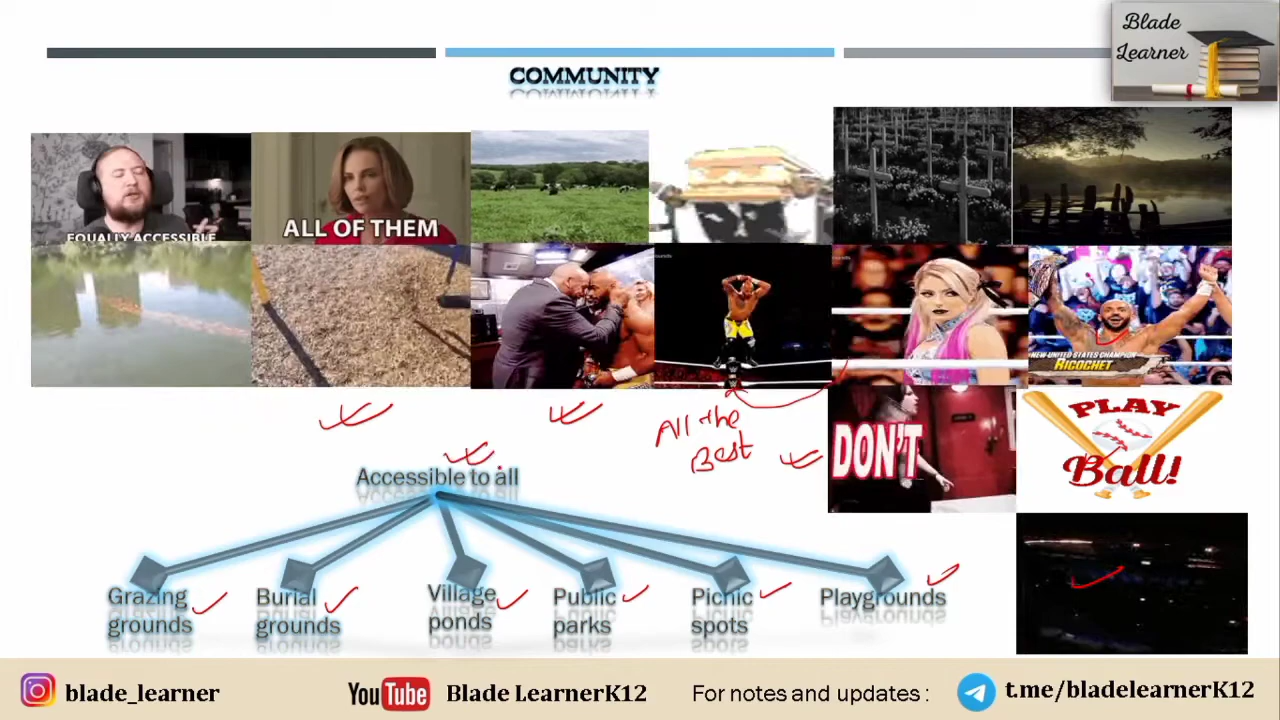 Blade
Learner
COMMUNITY
EQUALLY ACCESSIBLE
ALL OF THEM
NEW UNITED STATES CHAMPION
RICOCHET
All the
Best
DON'T
PLAY
Ball!
Accessible to all
Grazing
grounds
Burial
grounds
Village
ponds
Public
parks
Picnic
spots
Playgrounds
blade_learner
YouTube
Blade LearnerK12
For notes and updates :
t.me/bladelearnerK12